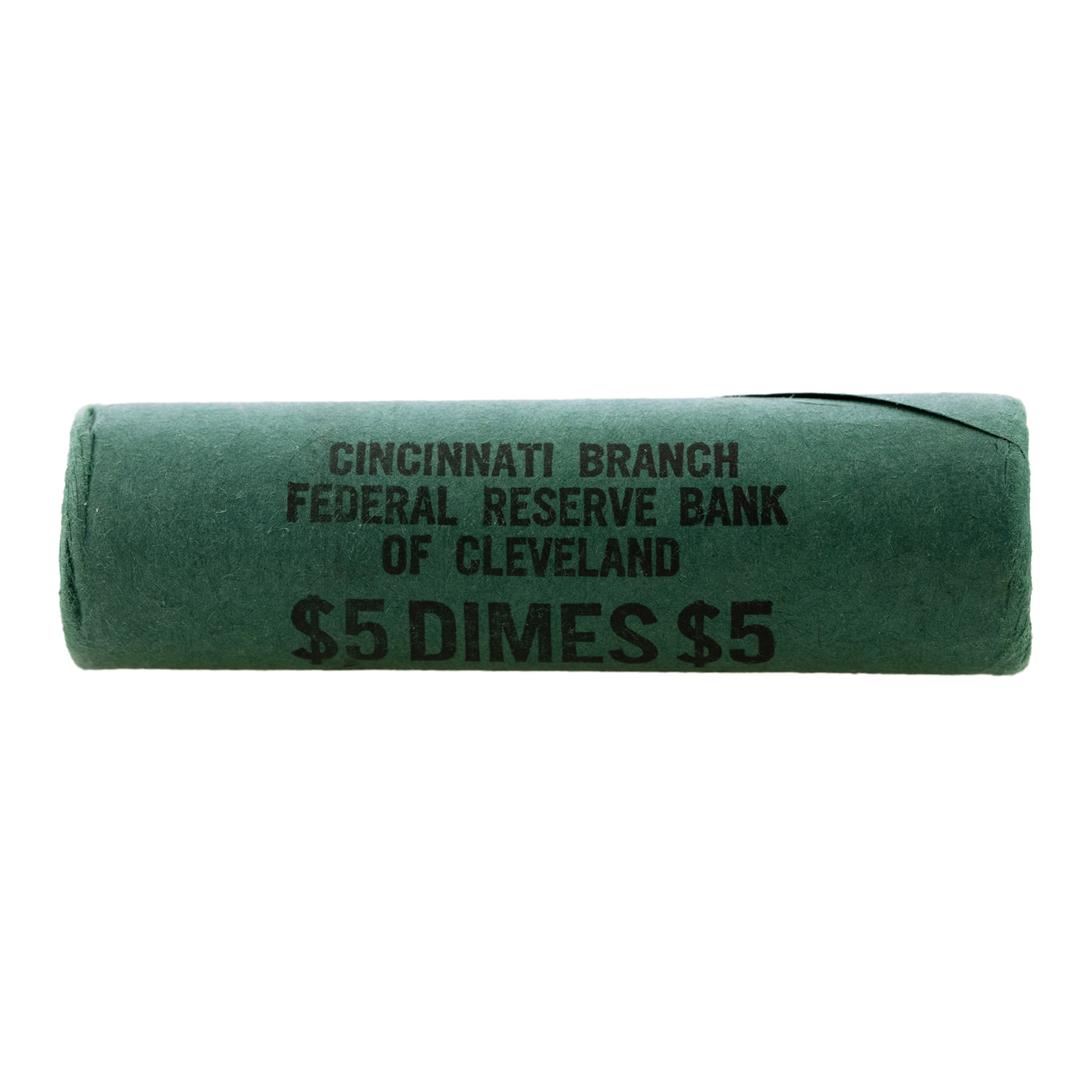 CINCINNATI BRANCH
FEDERAL RESERVE BANK
OF CLEVELAND
$5 DIMES $5